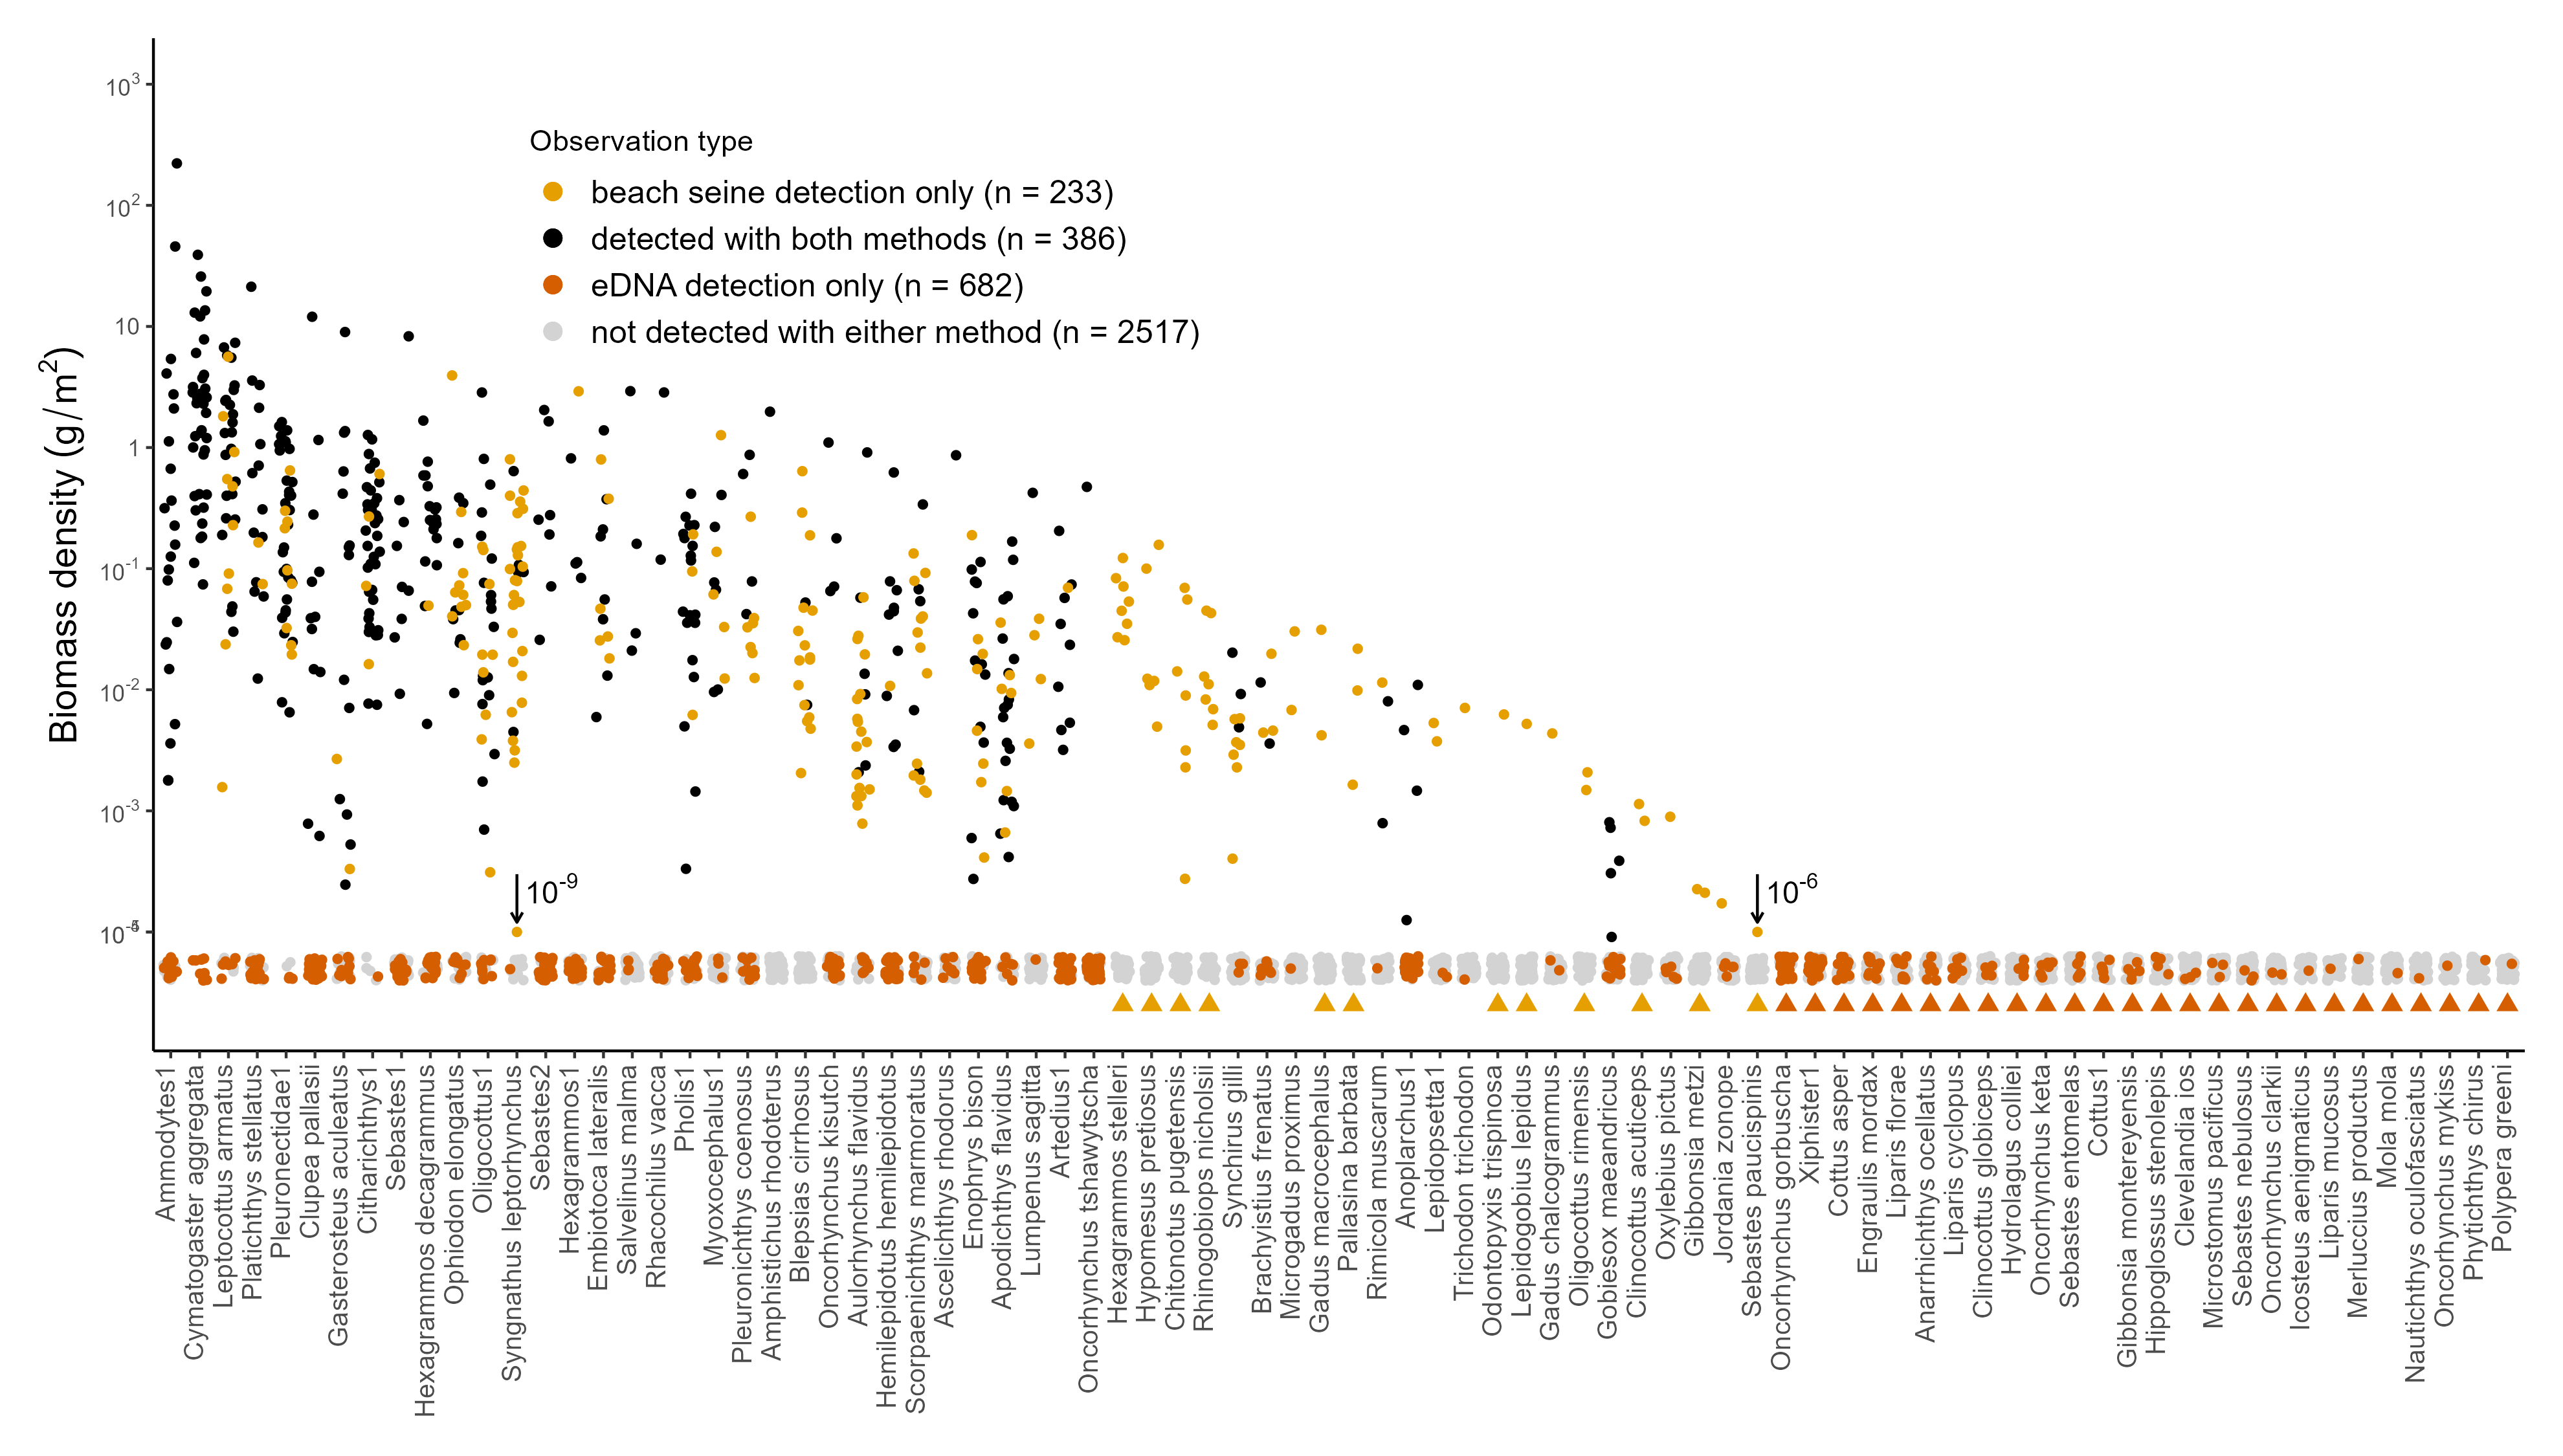 Observation type
beach seine detection only (n = 233)
detected with both methods (n = 386)
eDNA detection only (n = 682)
not detected with either method (n = 2517)
Biomass density (g/m²)
10³
10²
10
1
10⁻¹
10⁻²
10⁻³
10⁻⁹
10⁻⁶
Ammodytes1
Cymatogaster aggregata
Leptocottus armatus
Platichthys stellatus
Pleuronectidae1
Clupea pallasii
Gasterosteus aculeatus
Citharichthys1
Sebastes1
Hexagrammos decagrammus
Ophiodon elongatus
Oligocottus1
Syngnathus leptorhynchus
Sebastes2
Hexagrammos1
Embiotoca lateralis
Salvelinus malma
Rhacochilus vacca
Pholis1
Myoxocephalus1
Pleuronichthys coenosus
Amphistichus rhodoterus
Blepsias cirrhosus
Oncorhynchus kisutch
Aulorhynchus flavidus
Hemilepidotus hemilepidotus
Scorpaenichthys marmoratus
Ascelichthys rhodorus
Enophrys bison
Apodichthys flavidus
Lumpenus sagitta
Artedius1
Oncorhynchus tshawytscha
Hexagrammos stelleri
Hypomesus pretiosus
Chitonotus pugetensis
Rhinogobiops nicholsii
Synchirus gilli
Brachyistius frenatus
Microgadus proximus
Gadus macrocephalus
Pallasina barbata
Rimicola muscarum
Anoplarchus1
Lepidopsetta1
Trichodon trichodon
Odontopyxis trispinosa
Lepidogobius lepidus
Gadus chalcogrammus
Oligocottus rimensis
Gobiesox maeandricus
Clinocottus acuticeps
Oxylebius pictus
Gibbonsia metzi
Jordania zonope
Sebastes paucispinis
Oncorhynchus gorbuscha
Xiphister1
Cottus asper
Engraulis mordax
Liparis florae
Anarrhichthys ocellatus
Liparis cyclopus
Clinocottus globiceps
Hydrolagus colliei
Oncorhynchus keta
Sebastes entomelas
Cottus1
Gibbonsia montereyensis
Hippoglossus stenolepis
Clevelandia ios
Microstomus pacificus
Sebastes nebulosus
Oncorhynchus clarkii
Icosteus aenigmaticus
Liparis mucosus
Merluccius productus
Mola mola
Nautichthys oculofasciatus
Oncorhynchus mykiss
Phytichthys chirus
Polypera greeni